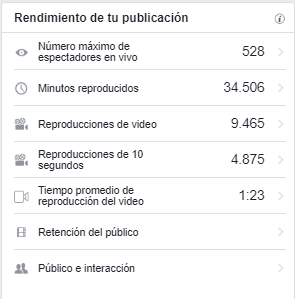 Rendimiento de tu publicación
Número máximo de
espectadores en vivo
528
Minutos reproducidos
34.506
Reproducciones de video
9.465
Reproducciones de 10
segundos
4.875
Tiempo promedio de
reproducción del video
1:23
Retención del público
Público e interacción